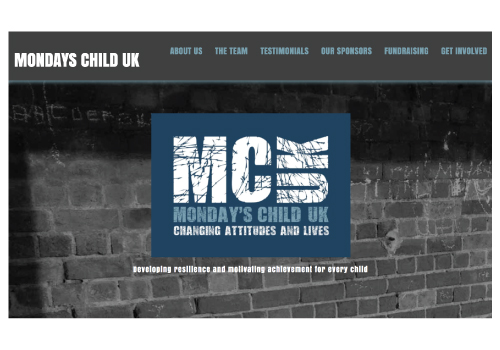 MONDAYS CHILD UK
ABOUT US THE TEAM TESTIMONIALS OUR SPONSORS FUNDRAISING GET INVOLVED
MC UK
MONDAY'S CHILD UK
CHANGING ATTITUDES AND LIVES
Developing resilience and motivating achievement for every child